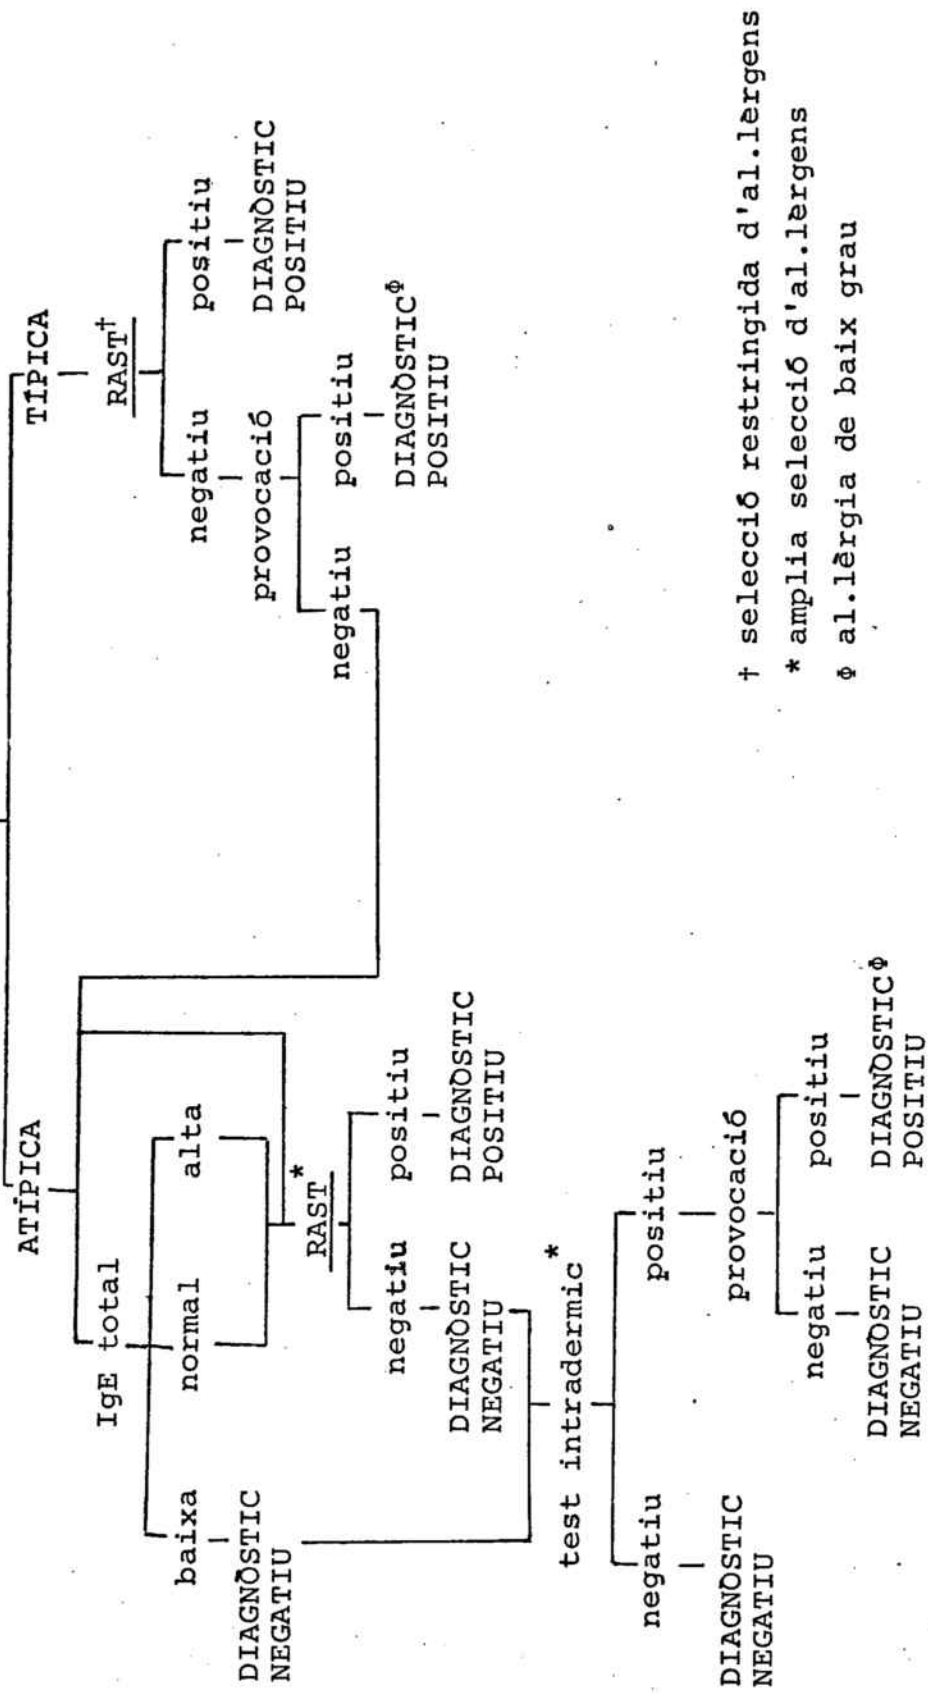 ATÍPICA
TÍPICA
IgE total
RAST†
baixa
normal
alta
negatiu
positiu
DIAGNÒSTIC
NEGATIU
provocació
DIAGNÒSTIC
POSITIU
RAST*
negatiu
positiu
negatiu
positiu
DIAGNÒSTIC
NEGATIU
DIAGNÒSTIC
POSITIU
DIAGNÒSTICΦ
POSITIU
test intradermic*
negatiu
positiu
DIAGNÒSTIC
NEGATIU
provocació
negatiu
positiu
DIAGNÒSTIC
NEGATIU
DIAGNÒSTICΦ
POSITIU
† selecció restringida d'al.lèrgens
* amplia selecció d'al.lèrgens
Φ al.lèrgia de baix grau